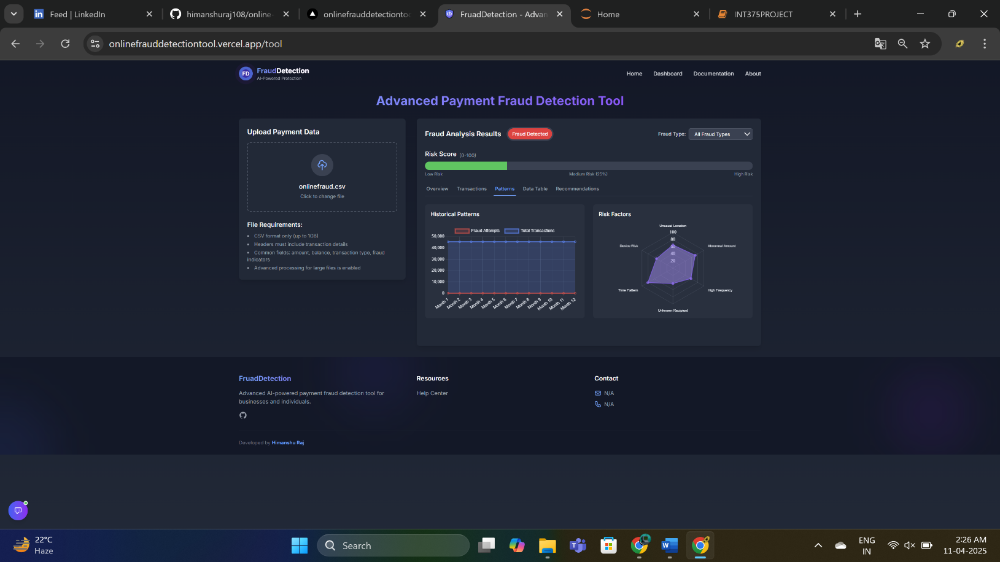 Feed | LinkedIn
himanshuraj108/online-
onlinefrauddetectiontoo
FruadDetection - Advan
Home
INT375PROJECT
onlinefrauddetectiontool.vercel.app/tool
FD
FraudDetection
AI-Powered Protection
Home
Dashboard
Documentation
About
Advanced Payment Fraud Detection Tool
Upload Payment Data
onlinefraud.csv
Click to change file
File Requirements:
• CSV format only (up to 1GB)
• Headers must include transaction details
• Common fields: amount, balance, transaction type, fraud
indicators
• Advanced processing for large files is enabled
Fraud Analysis Results
Fraud Detected
Fraud Type:
All Fraud Types
Risk Score (0-100)
Low Risk
Medium Risk (25%)
High Risk
Overview
Transactions
Patterns
Data Table
Recommendations
Historical Patterns
Fraud Attempts
Total Transactions
50,000
40,000
30,000
20,000
10,000
0
Month 1
Month 2
Month 3
Month 4
Month 5
Month 6
Month 7
Month 8
Month 9
Month 10
Month 11
Month 12
Risk Factors
Unusual Location
100
80
60
40
20
Device Risk
Abnormal Amount
Time Pattern
High Frequency
Unknown Recipient
FruadDetection
Advanced AI-powered payment fraud detection tool for
businesses and individuals.
Developed by Himanshu Raj
Resources
Help Center
Contact
N/A
N/A
22°C
Haze
Search
ENG
IN
2:26 AM
11-04-2025